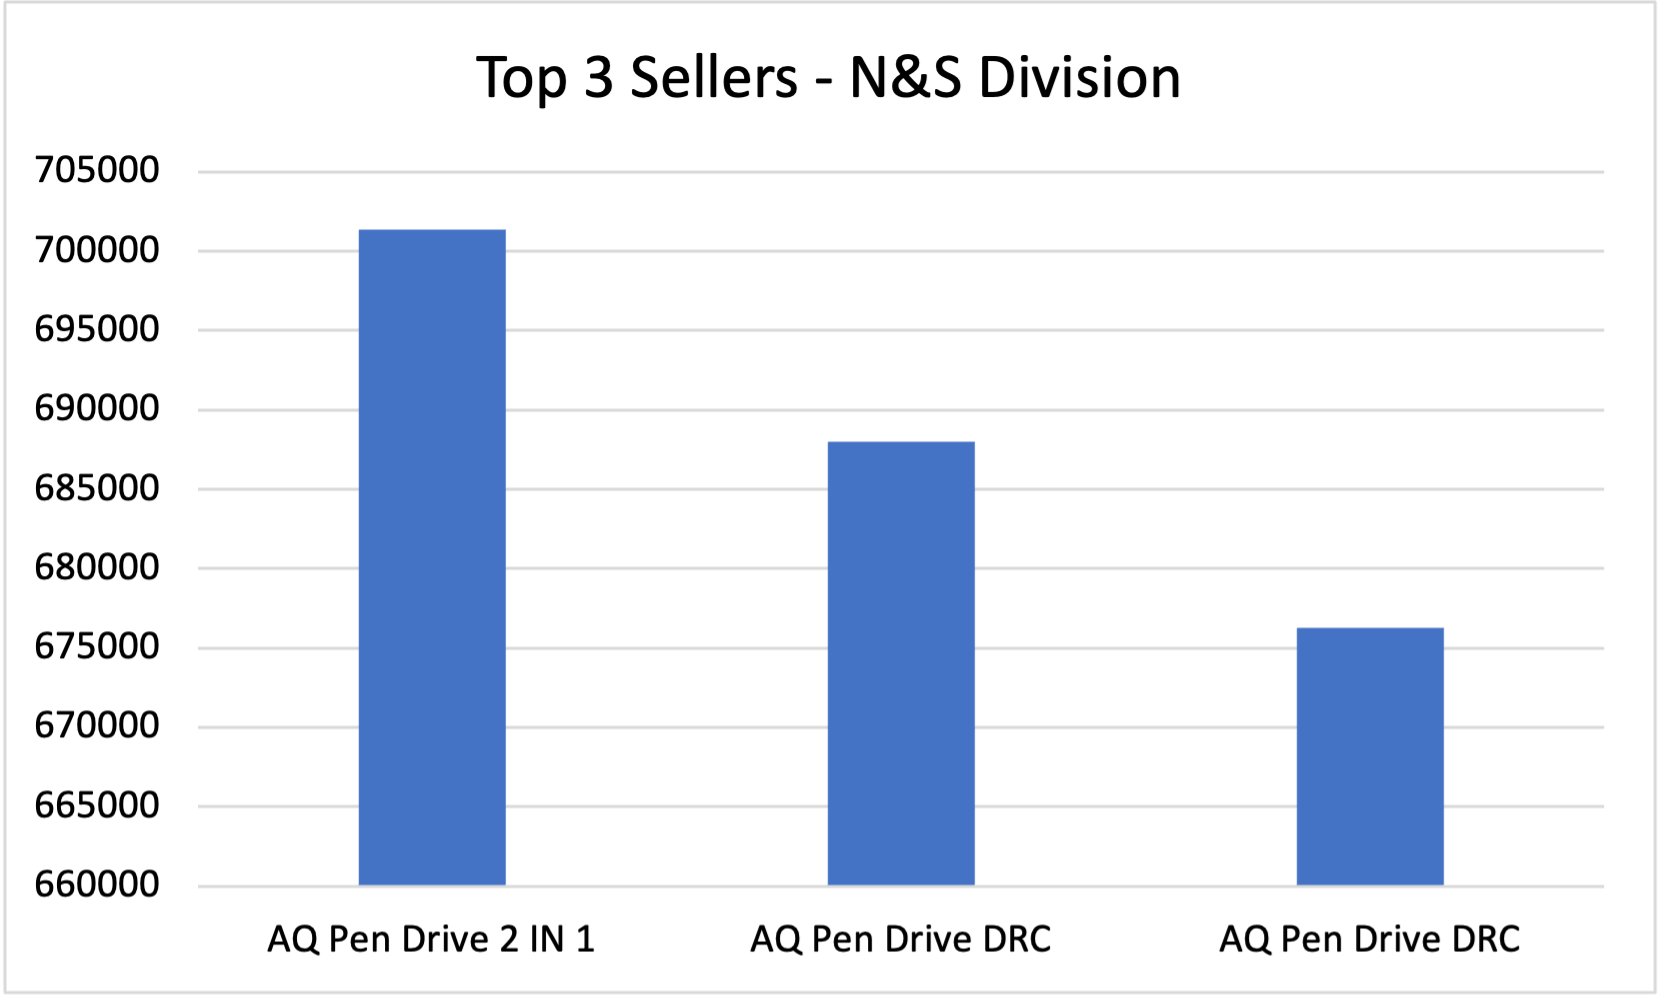 Top 3 Sellers - N&S Division
705000
700000
695000
690000
685000
680000
675000
670000
665000
660000
AQ Pen Drive 2 IN 1
AQ Pen Drive DRC
AQ Pen Drive DRC